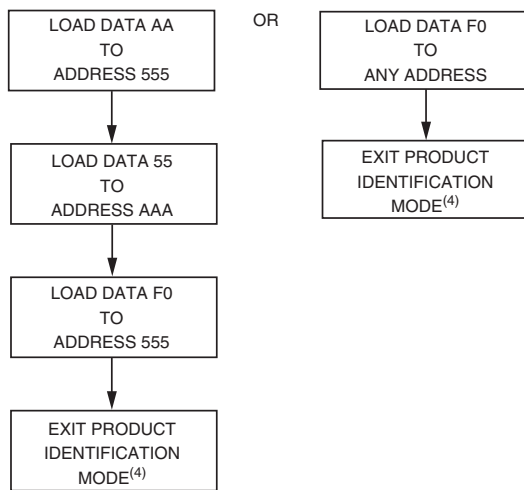 LOAD DATA AA
TO
ADDRESS 555
LOAD DATA 55
TO
ADDRESS AAA
LOAD DATA F0
TO
ADDRESS 555
EXIT PRODUCT
IDENTIFICATION
MODE(4)
OR
LOAD DATA F0
TO
ANY ADDRESS
EXIT PRODUCT
IDENTIFICATION
MODE(4)